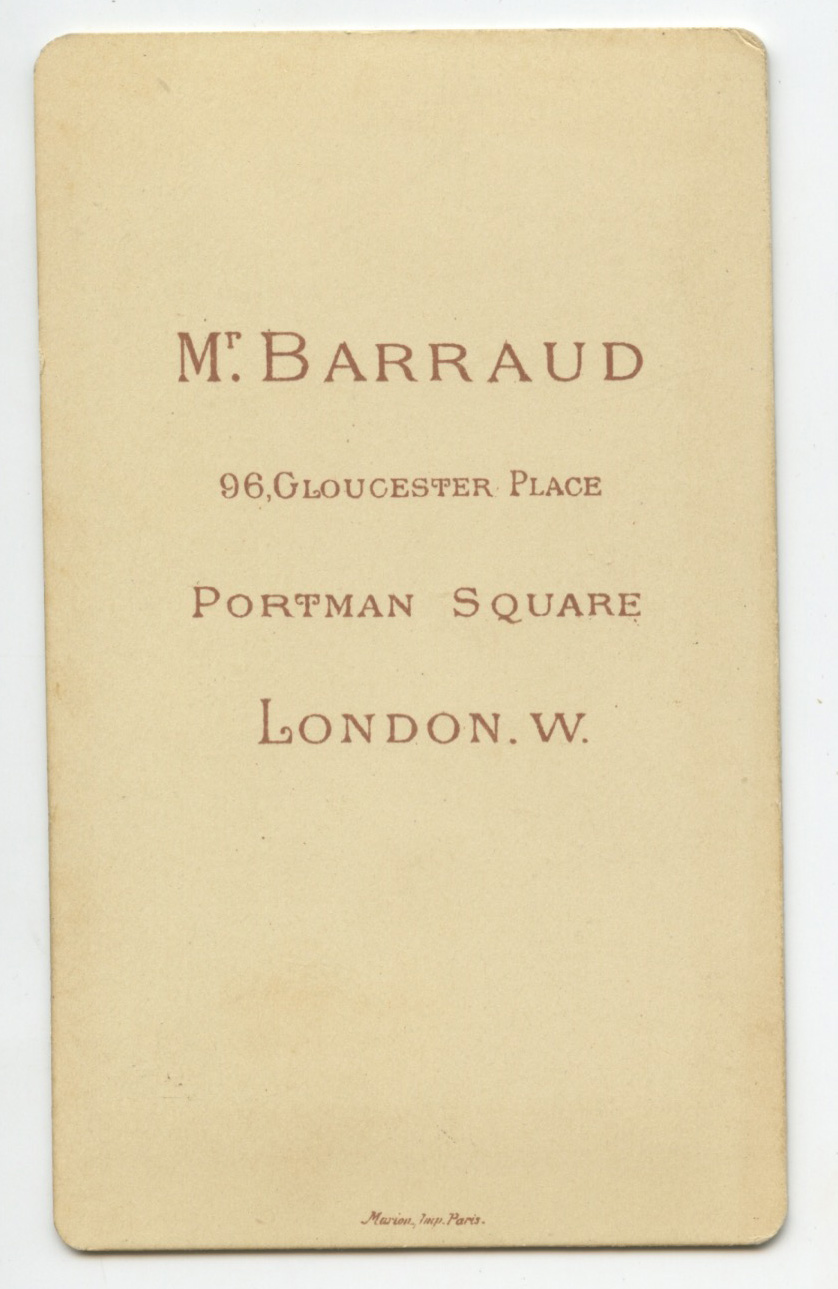 Mr. BARRAUD
96, GLOUCESTER PLACE
PORTMAN SQUARE
LONDON. W.
Marion, Imp. Paris.